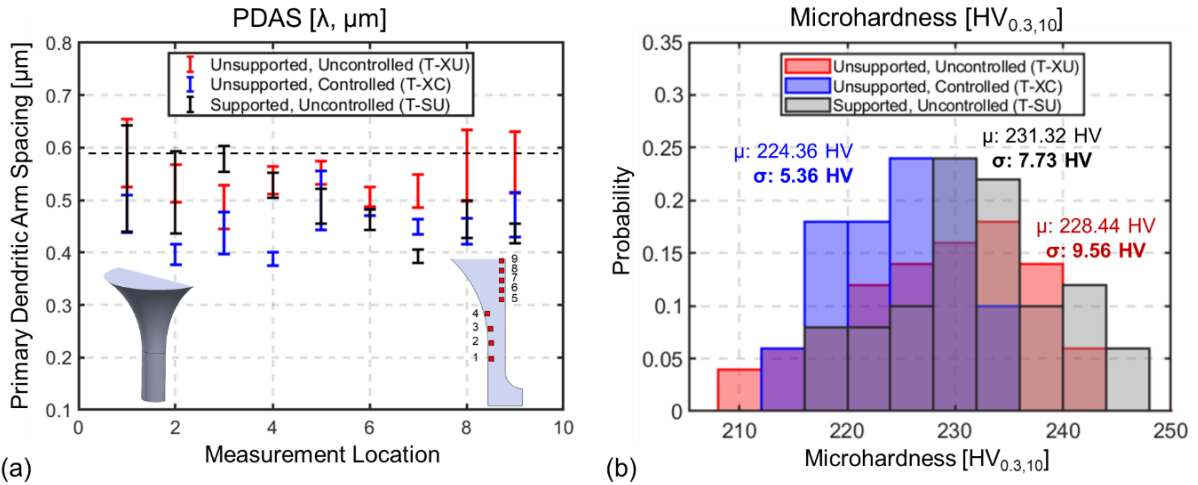 PDAS [λ, μm]
Primary Dendritic Arm Spacing [μm]
0.8
0.7
0.6
0.5
0.4
0.3
0.2
0.1
Unsupported, Uncontrolled (T-XU)
Unsupported, Controlled (T-XC)
Supported, Uncontrolled (T-SU)
9
8
7
6
5
4
3
2
1
0
2
4
6
8
10
Measurement Location
(a)
Microhardness [HV0.3,10]
Probability
0.35
0.3
0.25
0.2
0.15
0.1
0.05
0
Unsupported, Uncontrolled (T-XU)
Unsupported, Controlled (T-XC)
Supported, Uncontrolled (T-SU)
μ: 224.36 HV
σ: 5.36 HV
μ: 231.32 HV
σ: 7.73 HV
μ: 228.44 HV
σ: 9.56 HV
210
220
230
240
250
Microhardness [HV0.3,10]
(b)